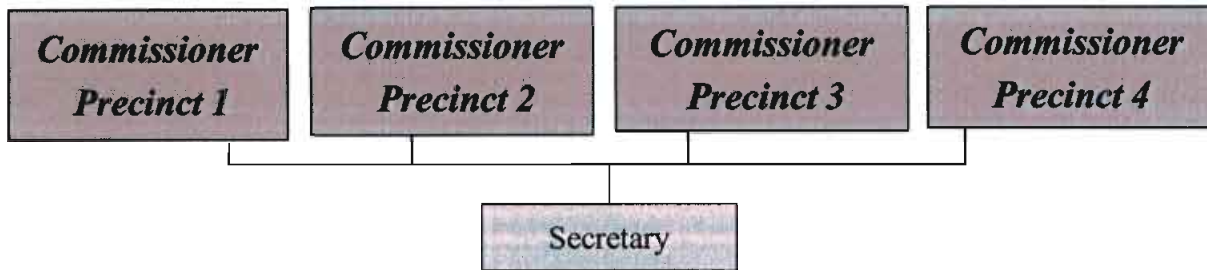 Commissioner
Precinct 1
Commissioner
Precinct 2
Commissioner
Precinct 3
Commissioner
Precinct 4
Secretary